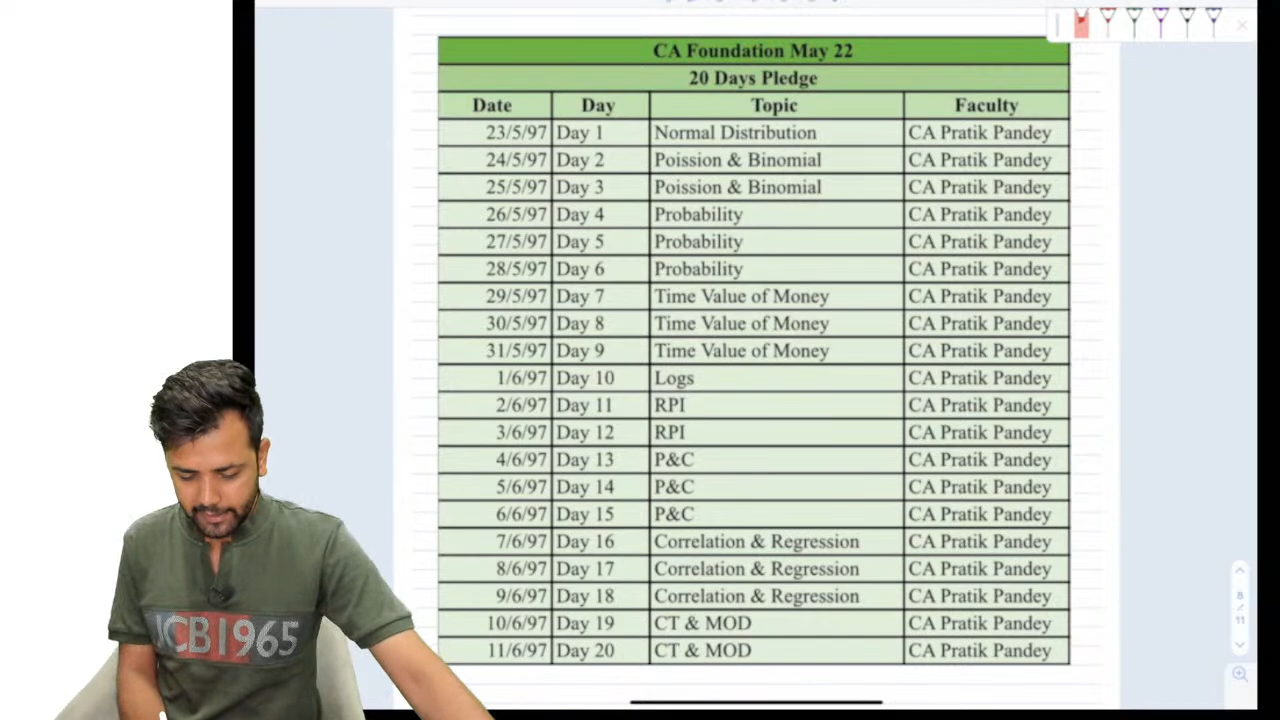 CA Foundation May 22
20 Days Pledge
Date Day Topic Faculty
23/5/97 Day 1 Normal Distribution CA Pratik Pandey
24/5/97 Day 2 Poission & Binomial CA Pratik Pandey
25/5/97 Day 3 Poission & Binomial CA Pratik Pandey
26/5/97 Day 4 Probability CA Pratik Pandey
27/5/97 Day 5 Probability CA Pratik Pandey
28/5/97 Day 6 Probability CA Pratik Pandey
29/5/97 Day 7 Time Value of Money CA Pratik Pandey
30/5/97 Day 8 Time Value of Money CA Pratik Pandey
31/5/97 Day 9 Time Value of Money CA Pratik Pandey
1/6/97 Day 10 Logs CA Pratik Pandey
2/6/97 Day 11 RPI CA Pratik Pandey
3/6/97 Day 12 RPI CA Pratik Pandey
4/6/97 Day 13 P&C CA Pratik Pandey
5/6/97 Day 14 P&C CA Pratik Pandey
6/6/97 Day 15 P&C CA Pratik Pandey
7/6/97 Day 16 Correlation & Regression CA Pratik Pandey
8/6/97 Day 17 Correlation & Regression CA Pratik Pandey
9/6/97 Day 18 Correlation & Regression CA Pratik Pandey
10/6/97 Day 19 CT & MOD CA Pratik Pandey
11/6/97 Day 20 CT & MOD CA Pratik Pandey
8
/
11
JCB1965